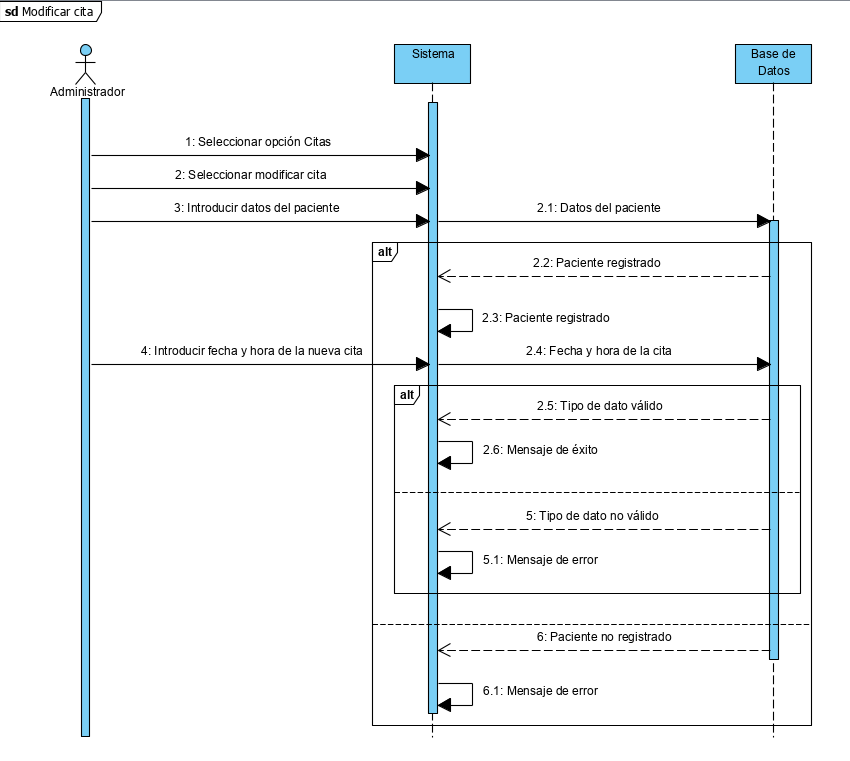 sd Modificar cita
Administrador
Sistema
Base de
Datos
1: Seleccionar opción Citas
2: Seleccionar modificar cita
3: Introducir datos del paciente
2.1: Datos del paciente
alt
2.2: Paciente registrado
2.3: Paciente registrado
4: Introducir fecha y hora de la nueva cita
2.4: Fecha y hora de la cita
alt
2.5: Tipo de dato válido
2.6: Mensaje de éxito
5: Tipo de dato no válido
5.1: Mensaje de error
6: Paciente no registrado
6.1: Mensaje de error